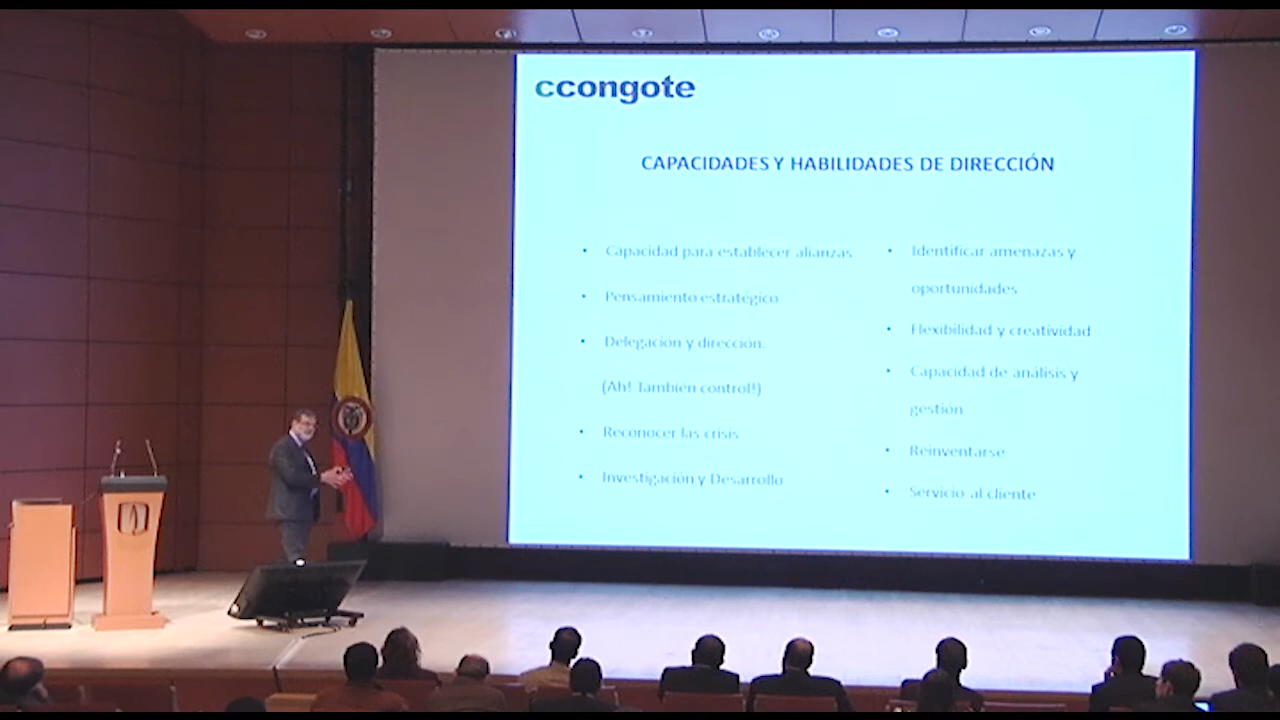 ccongote
CAPACIDADES Y HABILIDADES DE DIRECCIÓN
• Capacidad para establecer alianzas
• Pensamiento estratégico
• Delegación y dirección.
(Ah! También control!)
• Reconocer las crisis
• Investigación y Desarrollo
• Identificar amenazas y
oportunidades
• Flexibilidad y creatividad
• Capacidad de análisis y
gestión
• Reinventarse
• Servicio al cliente